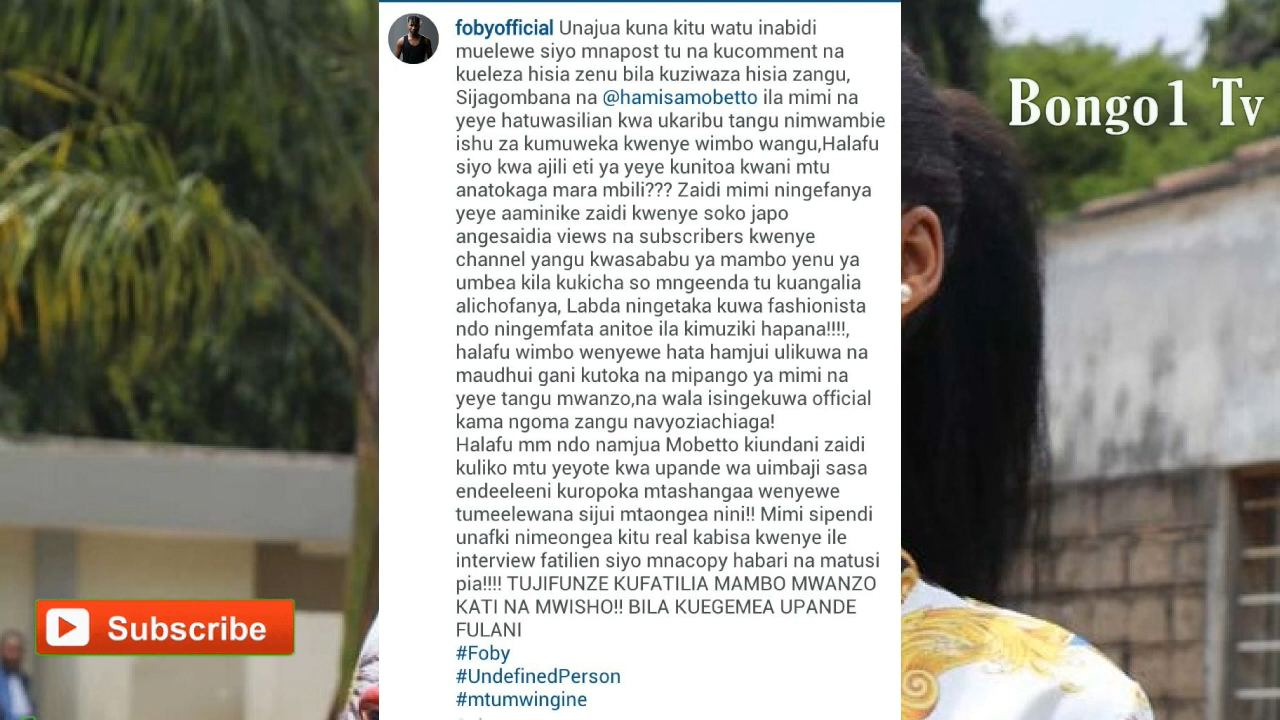 fobyofficial Unajua kuna kitu watu inabidi
muelewe siyo mnapost tu na kucomment na
kueleza hisia zenu bila kuziwaza hisia zangu,
Sijagombana na @hamisamobetto ila mimi na
yeye hatuwasilian kwa ukaribu tangu nimwambie
ishu za kumuweka kwenye wimbo wangu,Halafu
siyo kwa ajili eti ya yeye kunitoa kwani mtu
anatokaga mara mbili??? Zaidi mimi ningefanya
yeye aaminike zaidi kwenye soko japo
angesaidia views na subscribers kwenye
channel yangu kwasababu ya mambo yenu ya
umbea kila kukicha so mngeenda tu kuangalia
alichofanya, Labda ningetaka kuwa fashionista
ndo ningemfata anitoe ila kimuziki hapana!!!!,
halafu wimbo wenyewe hata hamjui ulikuwa na
maudhui gani kutoka na mipango ya mimi na
yeye tangu mwanzo,na wala isingekuwa official
kama ngoma zangu navyoziachiaga!
Halafu mm ndo namjua Mobetto kiundani zaidi
kuliko mtu yeyote kwa upande wa uimbaji sasa
endeeleeni kuropoka mtashangaa wenyewe
tumeelewana sijui mtaongea nini!! Mimi sipendi
unafki nimeongea kitu real kabisa kwenye ile
interview fatilien siyo mnacopy habari na matusi
pia!!!! TUJIFUNZE KUFATILIA MAMBO MWANZO
KATI NA MWISHO!! BILA KUEGEMEA UPANDE
FULANI
#Foby
#UndefinedPerson
#mtumwingine
Bongo1 Tv
Subscribe